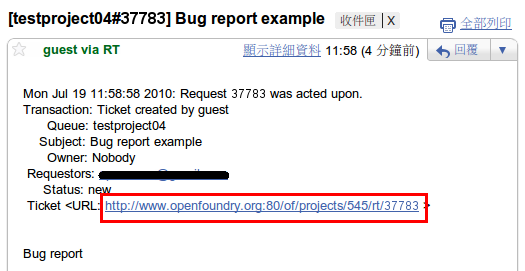 [testproject04#37783] Bug report example 收件匣 | X 全部列印
guest via RT 顯示詳細資料 11:58 (4 分鐘前) 回覆 ▼
Mon Jul 19 11:58:58 2010: Request 37783 was acted upon.
Transaction: Ticket created by guest
Queue: testproject04
Subject: Bug report example
Owner: Nobody
Requestors:
Status: new
Ticket <URL: http://www.openfoundry.org:80/of/projects/545/rt/37783 >
Bug report